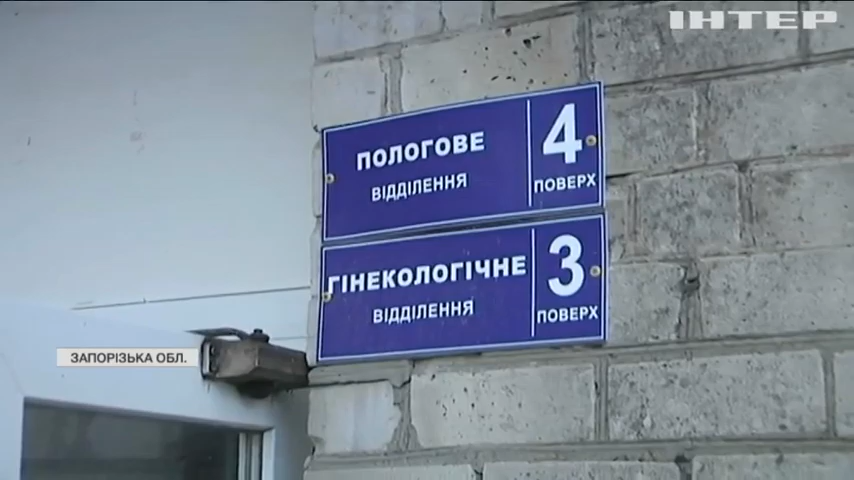 ІНТЕР
ПОЛОГОВЕ
ВІДДІЛЕННЯ
4
ПОВЕРХ
ГІНЕКОЛОГІЧНЕ
ВІДДІЛЕННЯ
3
ПОВЕРХ
ЗАПОРІЗЬКА ОБЛ.